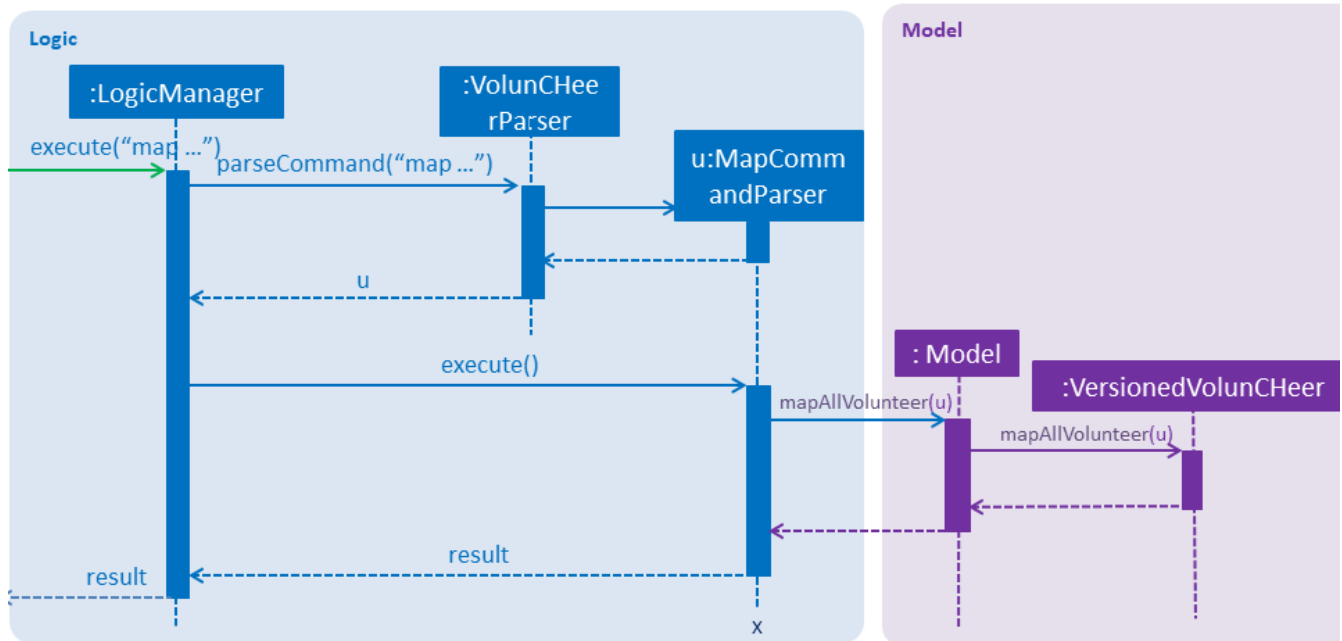 Logic
Model
:LogicManager
:VolunCHee
rParser
execute(“map ...”)
parseCommand(“map ...”)
u:MapComm
andParser
u
: Model
execute()
:VersionedVolunCHeer
mapAllVolunteer(u)
mapAllVolunteer(u)
result
result
x